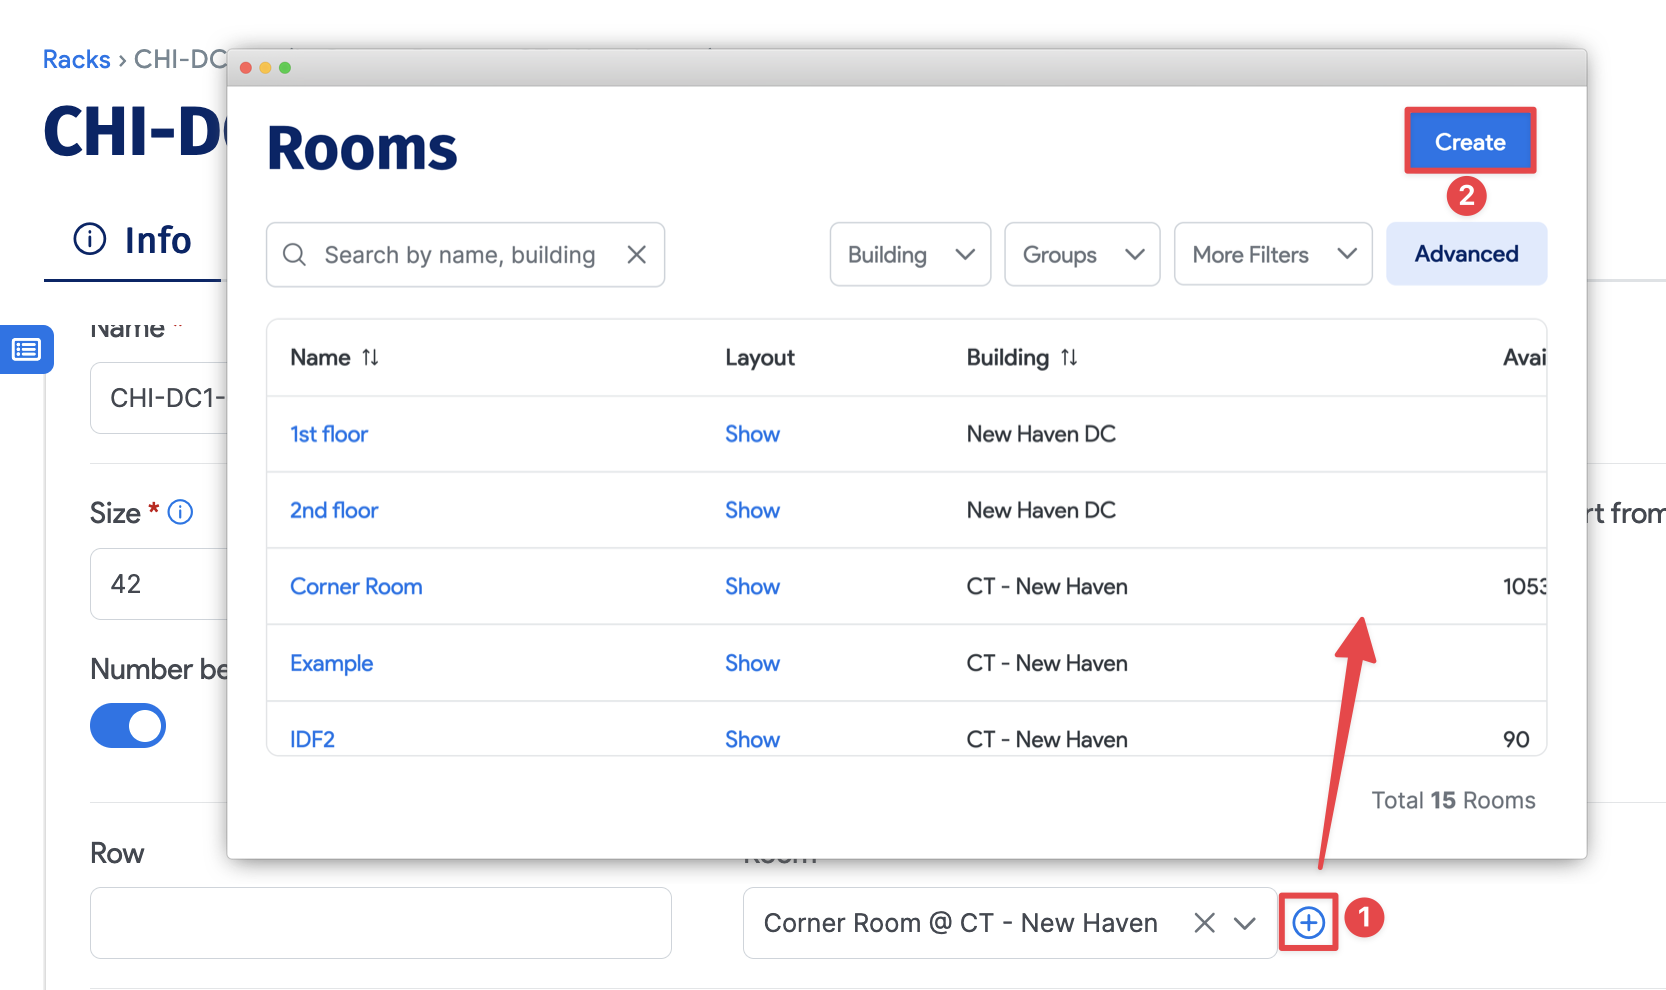 Racks › CHI-DC
CHI-DC
Info
Name *
CHI-DC1-
Size * 
42
Number be
Row
Rooms
Create
2
Search by name, building
Building
Groups
More Filters
Advanced
Name Layout Building Avai
1st floor Show New Haven DC
2nd floor Show New Haven DC
Corner Room Show CT - New Haven 1053
Example Show CT - New Haven
IDF2 Show CT - New Haven 90
Total 15 Rooms
rt from
Room
Corner Room @ CT - New Haven
1